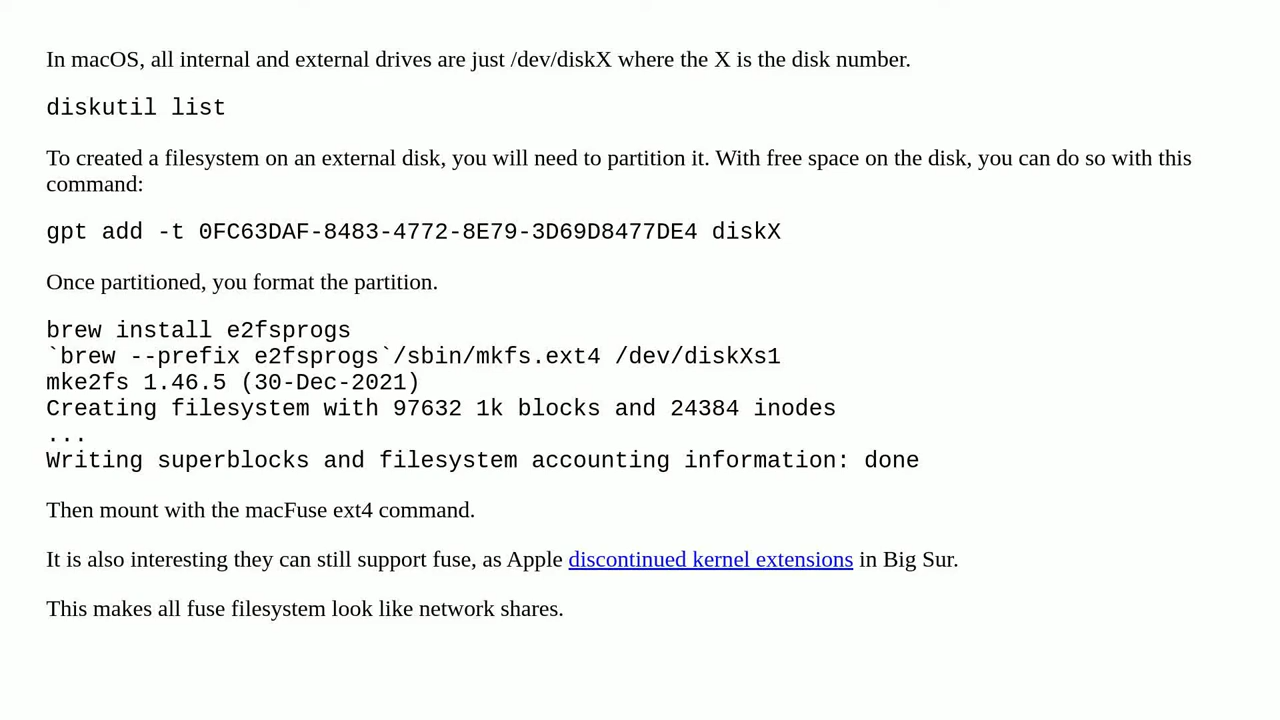 In macOS, all internal and external drives are just /dev/diskX where the X is the disk number.
diskutil list
To created a filesystem on an external disk, you will need to partition it. With free space on the disk, you can do so with this
command:
gpt add -t 0FC63DAF-8483-4772-8E79-3D69D8477DE4 diskX
Once partitioned, you format the partition.
brew install e2fsprogs
`brew --prefix e2fsprogs`/sbin/mkfs.ext4 /dev/diskXs1
mke2fs 1.46.5 (30-Dec-2021)
Creating filesystem with 97632 1k blocks and 24384 inodes
...
Writing superblocks and filesystem accounting information: done
Then mount with the macFuse ext4 command.
It is also interesting they can still support fuse, as Apple discontinued kernel extensions in Big Sur.
This makes all fuse filesystem look like network shares.